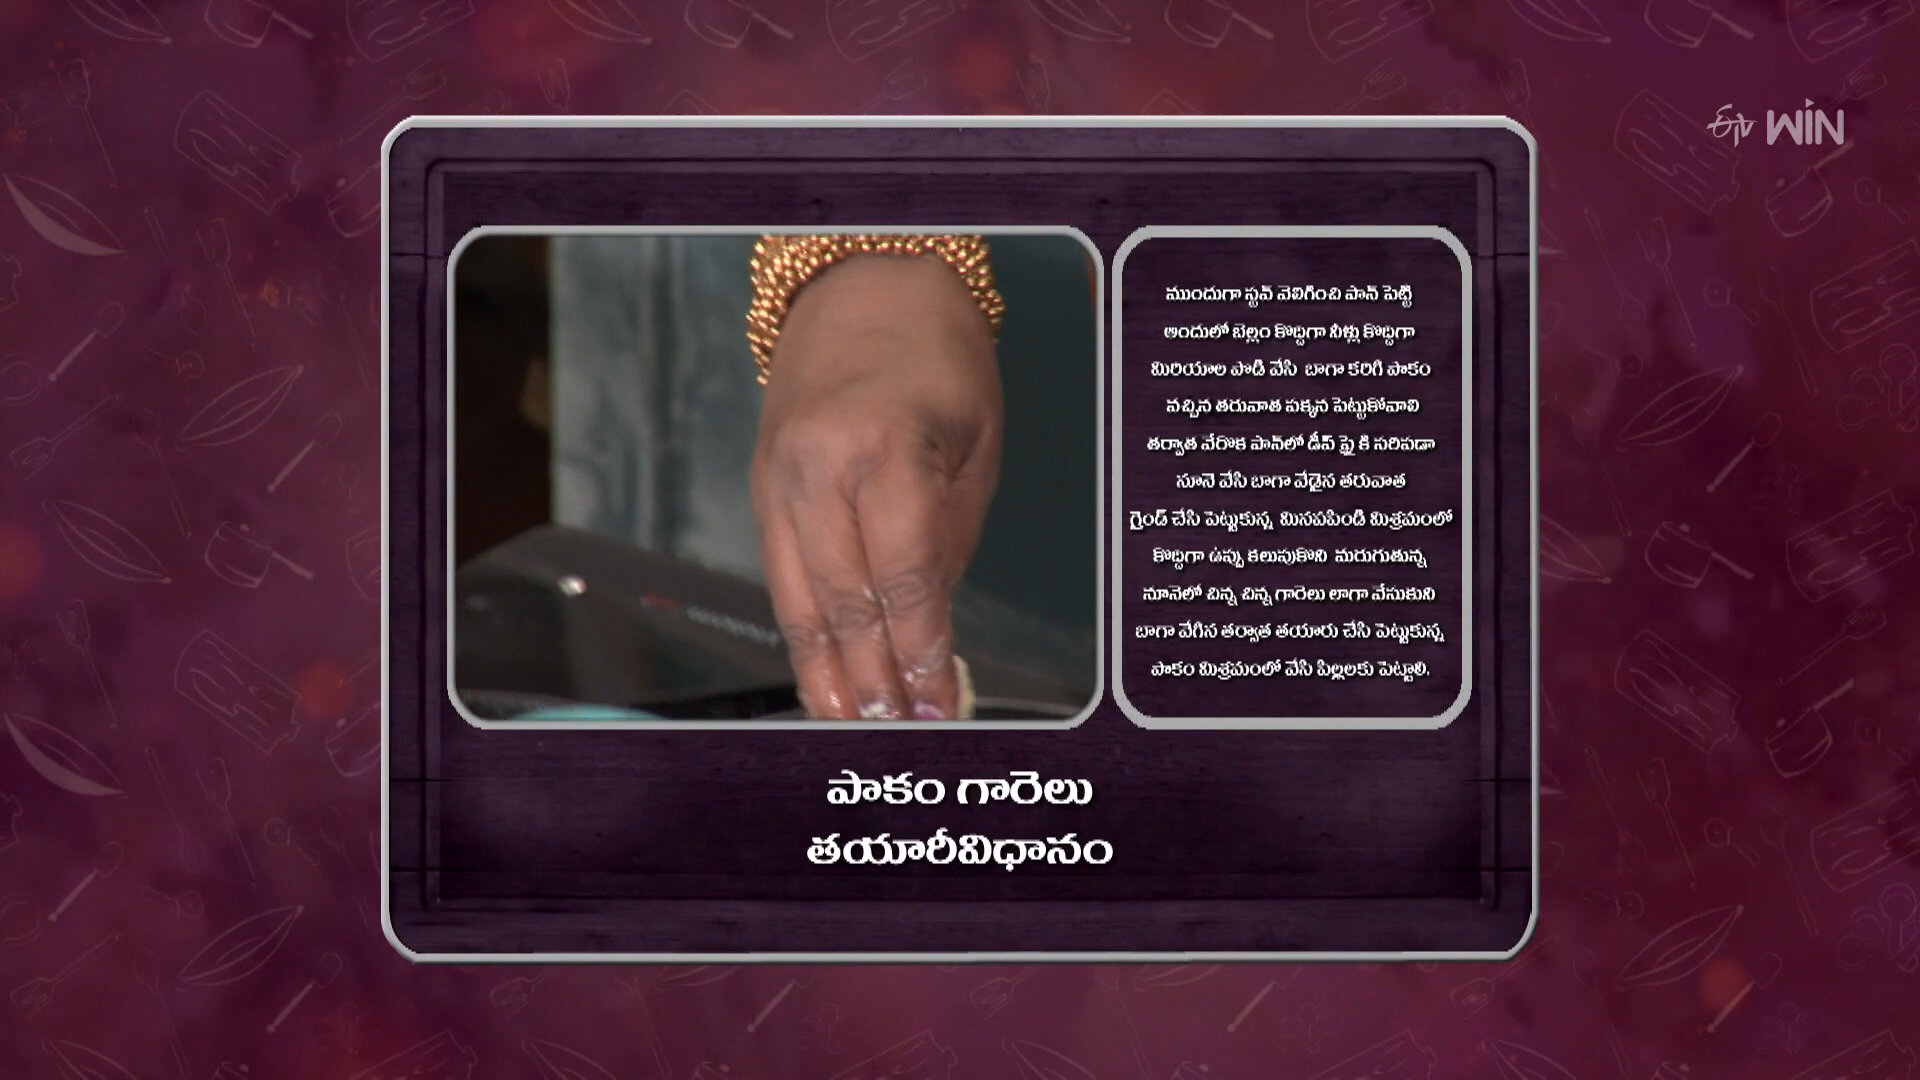 ఈటీవీ WIN
ముందుగా స్టవ్ వెలిగించి పాన్ పెట్టి
అందులో బెల్లం కొద్దిగా నీళ్లు కొద్దిగా
మిరియాల పొడి వేసి బాగా కరిగి పాకం
వచ్చిన తరువాత పక్కన పెట్టుకోవాలి
తర్వాత వేరొక పాన్‌లో డీప్ ఫ్రై కి సరిపడా
నూనె వేసి బాగా వేడైన తరువాత
గ్రైండ్ చేసి పెట్టుకున్న మినపపిండి మిశ్రమంలో
కొద్దిగా ఉప్పు కలుపుకొని మరుగుతున్న
నూనెలో చిన్న చిన్న గారెలు లాగా వేసుకుని
బాగా వేగిన తర్వాత తయారు చేసి పెట్టుకున్న
పాకం మిశ్రమంలో వేసి పిల్లలకు పెట్టాలి.
పాకం గారెలు
తయారీవిధానం